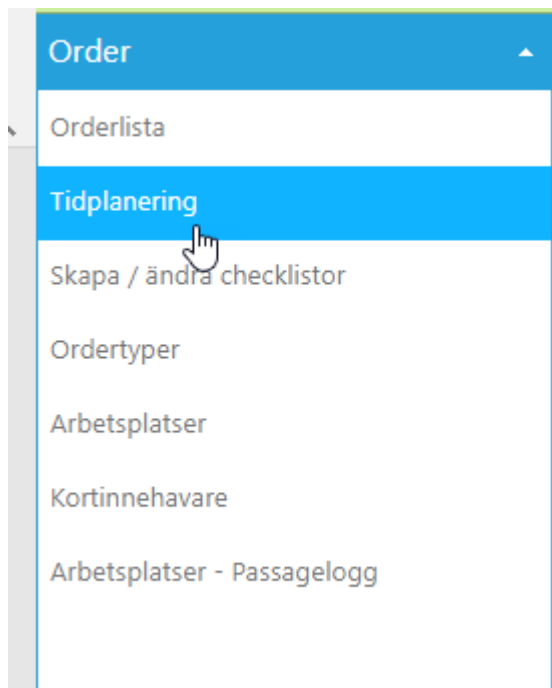 Order
Orderlista
Tidplanering
Skapa / ändra checklistor
Ordertyper
Arbetsplatser
Kortinnehavare
Arbetsplatser - Passagelogg